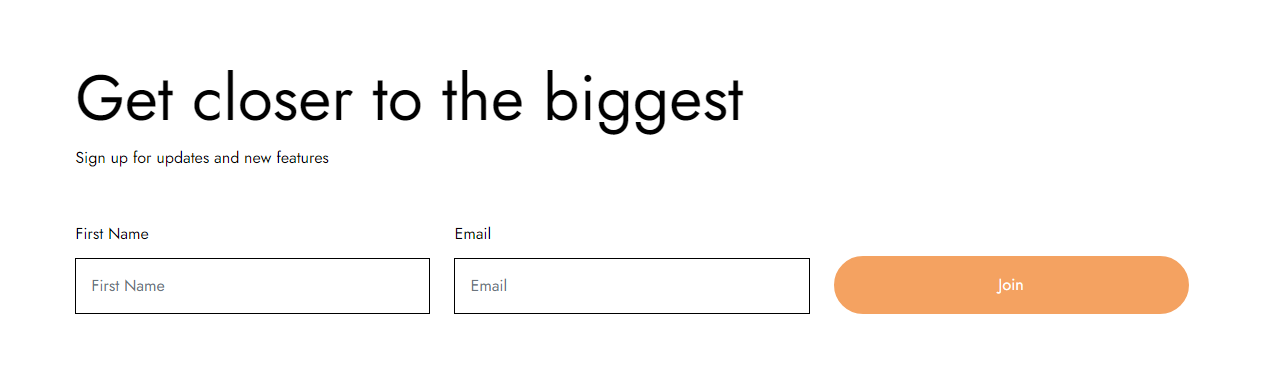 Get closer to the biggest
Sign up for updates and new features
First Name
Email
First Name
Email
Join